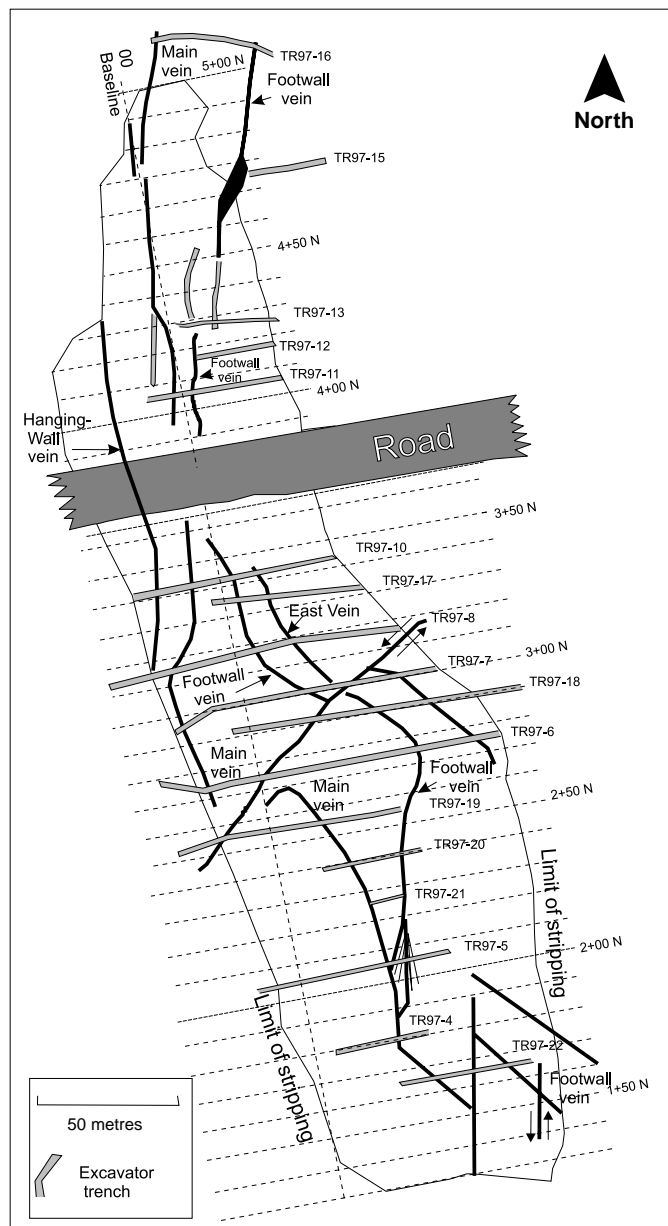 00
Baseline
Main
vein
TR97-16
5+00 N
Footwall
vein
North
TR97-15
4+50 N
TR97-13
TR97-12
Footwall
vein
TR97-11
4+00 N
Hanging-
Wall
vein
Road
3+50 N
TR97-10
TR97-17
East Vein
TR97-8
3+00 N
TR97-7
Footwall
vein
TR97-18
Main
vein
TR97-6
Main
vein
Footwall
vein
2+50 N
TR97-19
TR97-20
Limit of stripping
TR97-21
TR97-5
2+00 N
Limit of stripping
TR97-4
TR97-22
Footwall
vein
1+50 N
50 metres
Excavator
trench